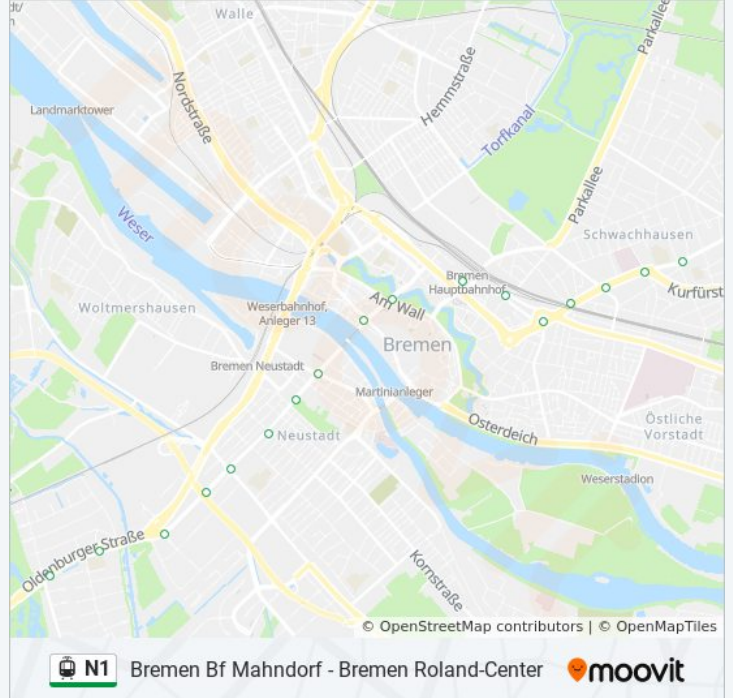 dt/
Walle
Parkallee
Hemmstraße
Nordstraße
Landmarktower
Torfkanal
Parkallee
Weser
Schwachhausen
Bremen
Hauptbahnhof
Kurfürst
Woltmershausen
Weserbahnhof,
Anleger 13
Am Wall
Bremen
Bremen Neustadt
Martinianleger
Neustadt
Osterdeich
Östliche
Vorstadt
Weserstadion
Oldenburger Straße
Kornstraße
© OpenStreetMap contributors | © OpenMapTiles
N1 Bremen Bf Mahndorf - Bremen Roland-Center moovit